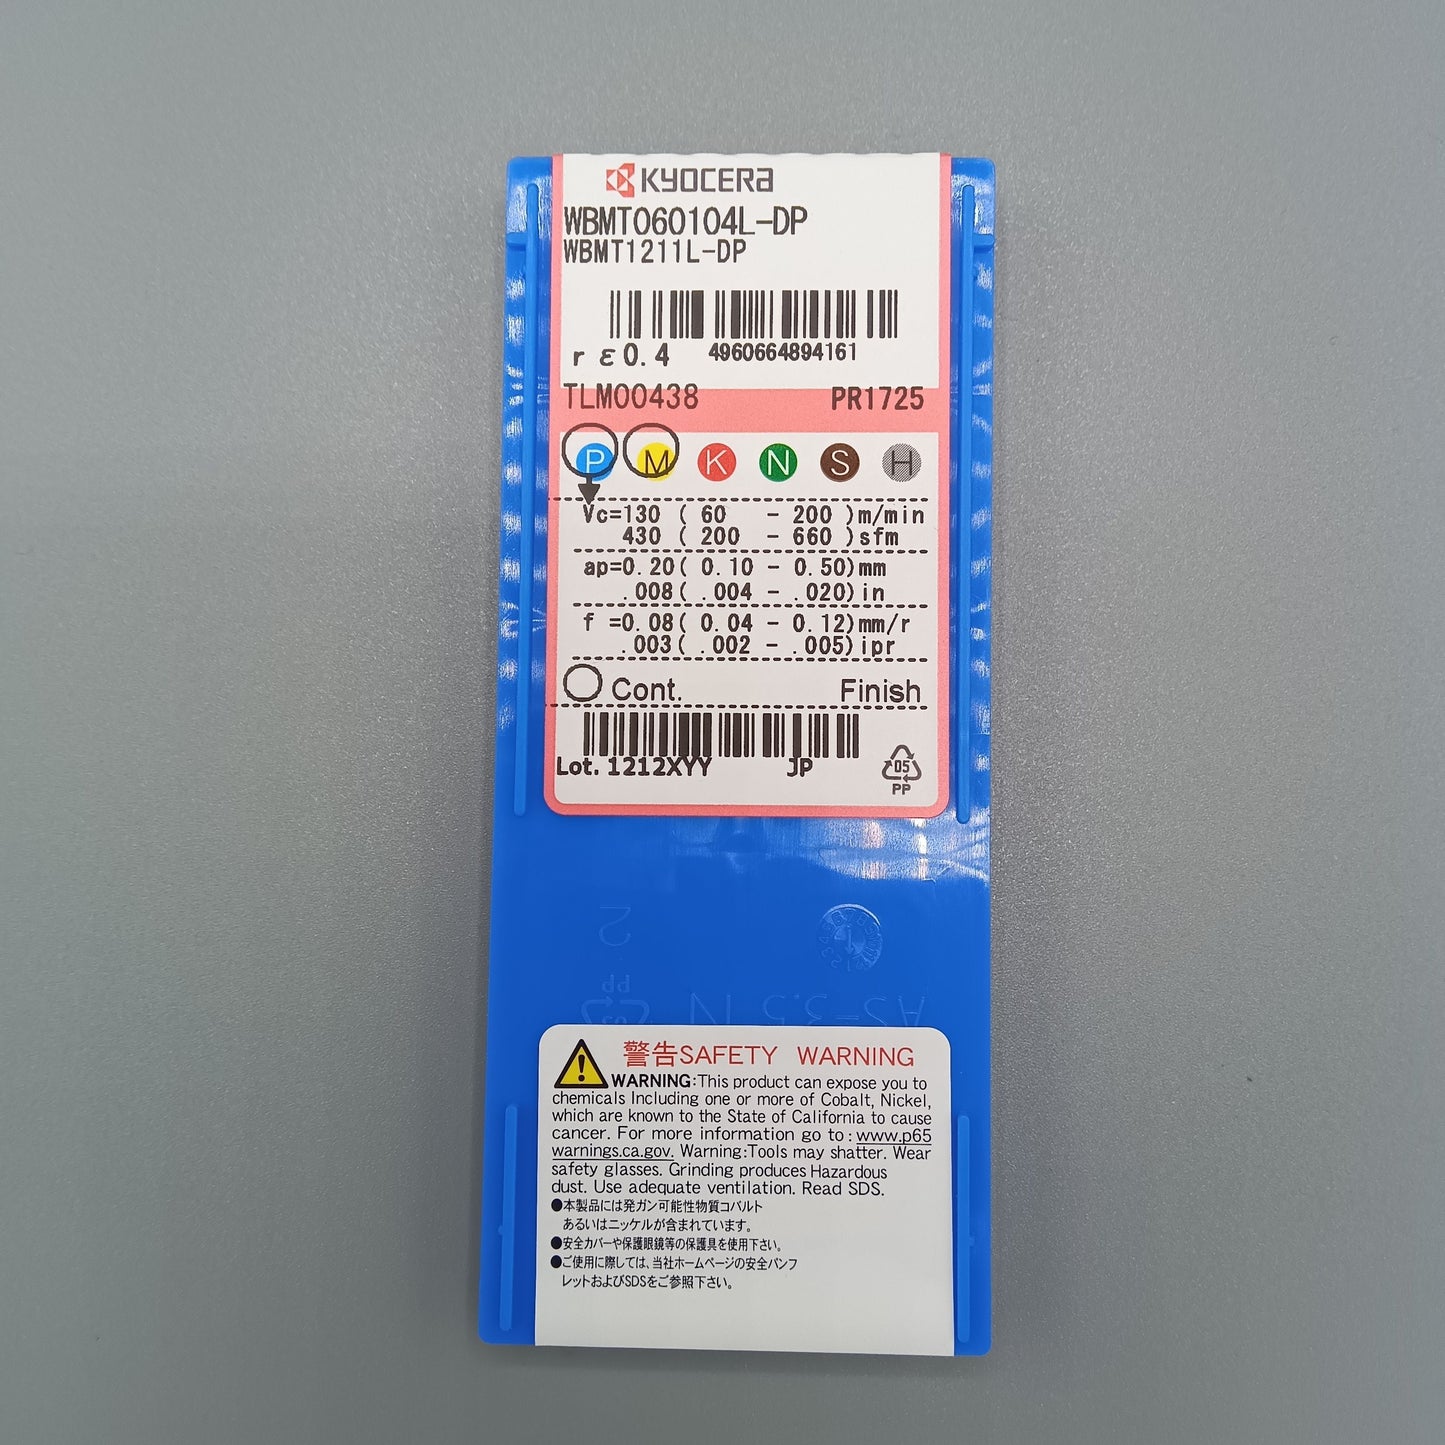 KYOCERA
WBMT060104L-DP
WBMT1211L-DP
rε0.4 4960664894161
TLM00438 PR1725
P M K N S H
Vc=130 ( 60 - 200 )m/min
430 ( 200 - 660 )sfm
ap=0.20( 0.10 - 0.50)mm
.008( .004 - .020)in
f =0.08( 0.04 - 0.12)mm/r
.003( .002 - .005)ipr
Cont. Finish
Lot. 1212XYY JP
05
PP
2
PP
AS-3.5 N
警告SAFETY WARNING
WARNING:This product can expose you to
chemicals Including one or more of Cobalt, Nickel,
which are known to the State of California to cause
cancer. For more information go to : www.p65
warnings.ca.gov. Warning:Tools may shatter. Wear
safety glasses. Grinding produces Hazardous
dust. Use adequate ventilation. Read SDS.
●本製品には発ガン可能性物質コバルト
あるいはニッケルが含まれています。
●安全カバーや保護眼鏡等の保護具を使用下さい。
●ご使用に際しては、当社ホームページの安全パンフ
レットおよびSDSをご参照下さい。